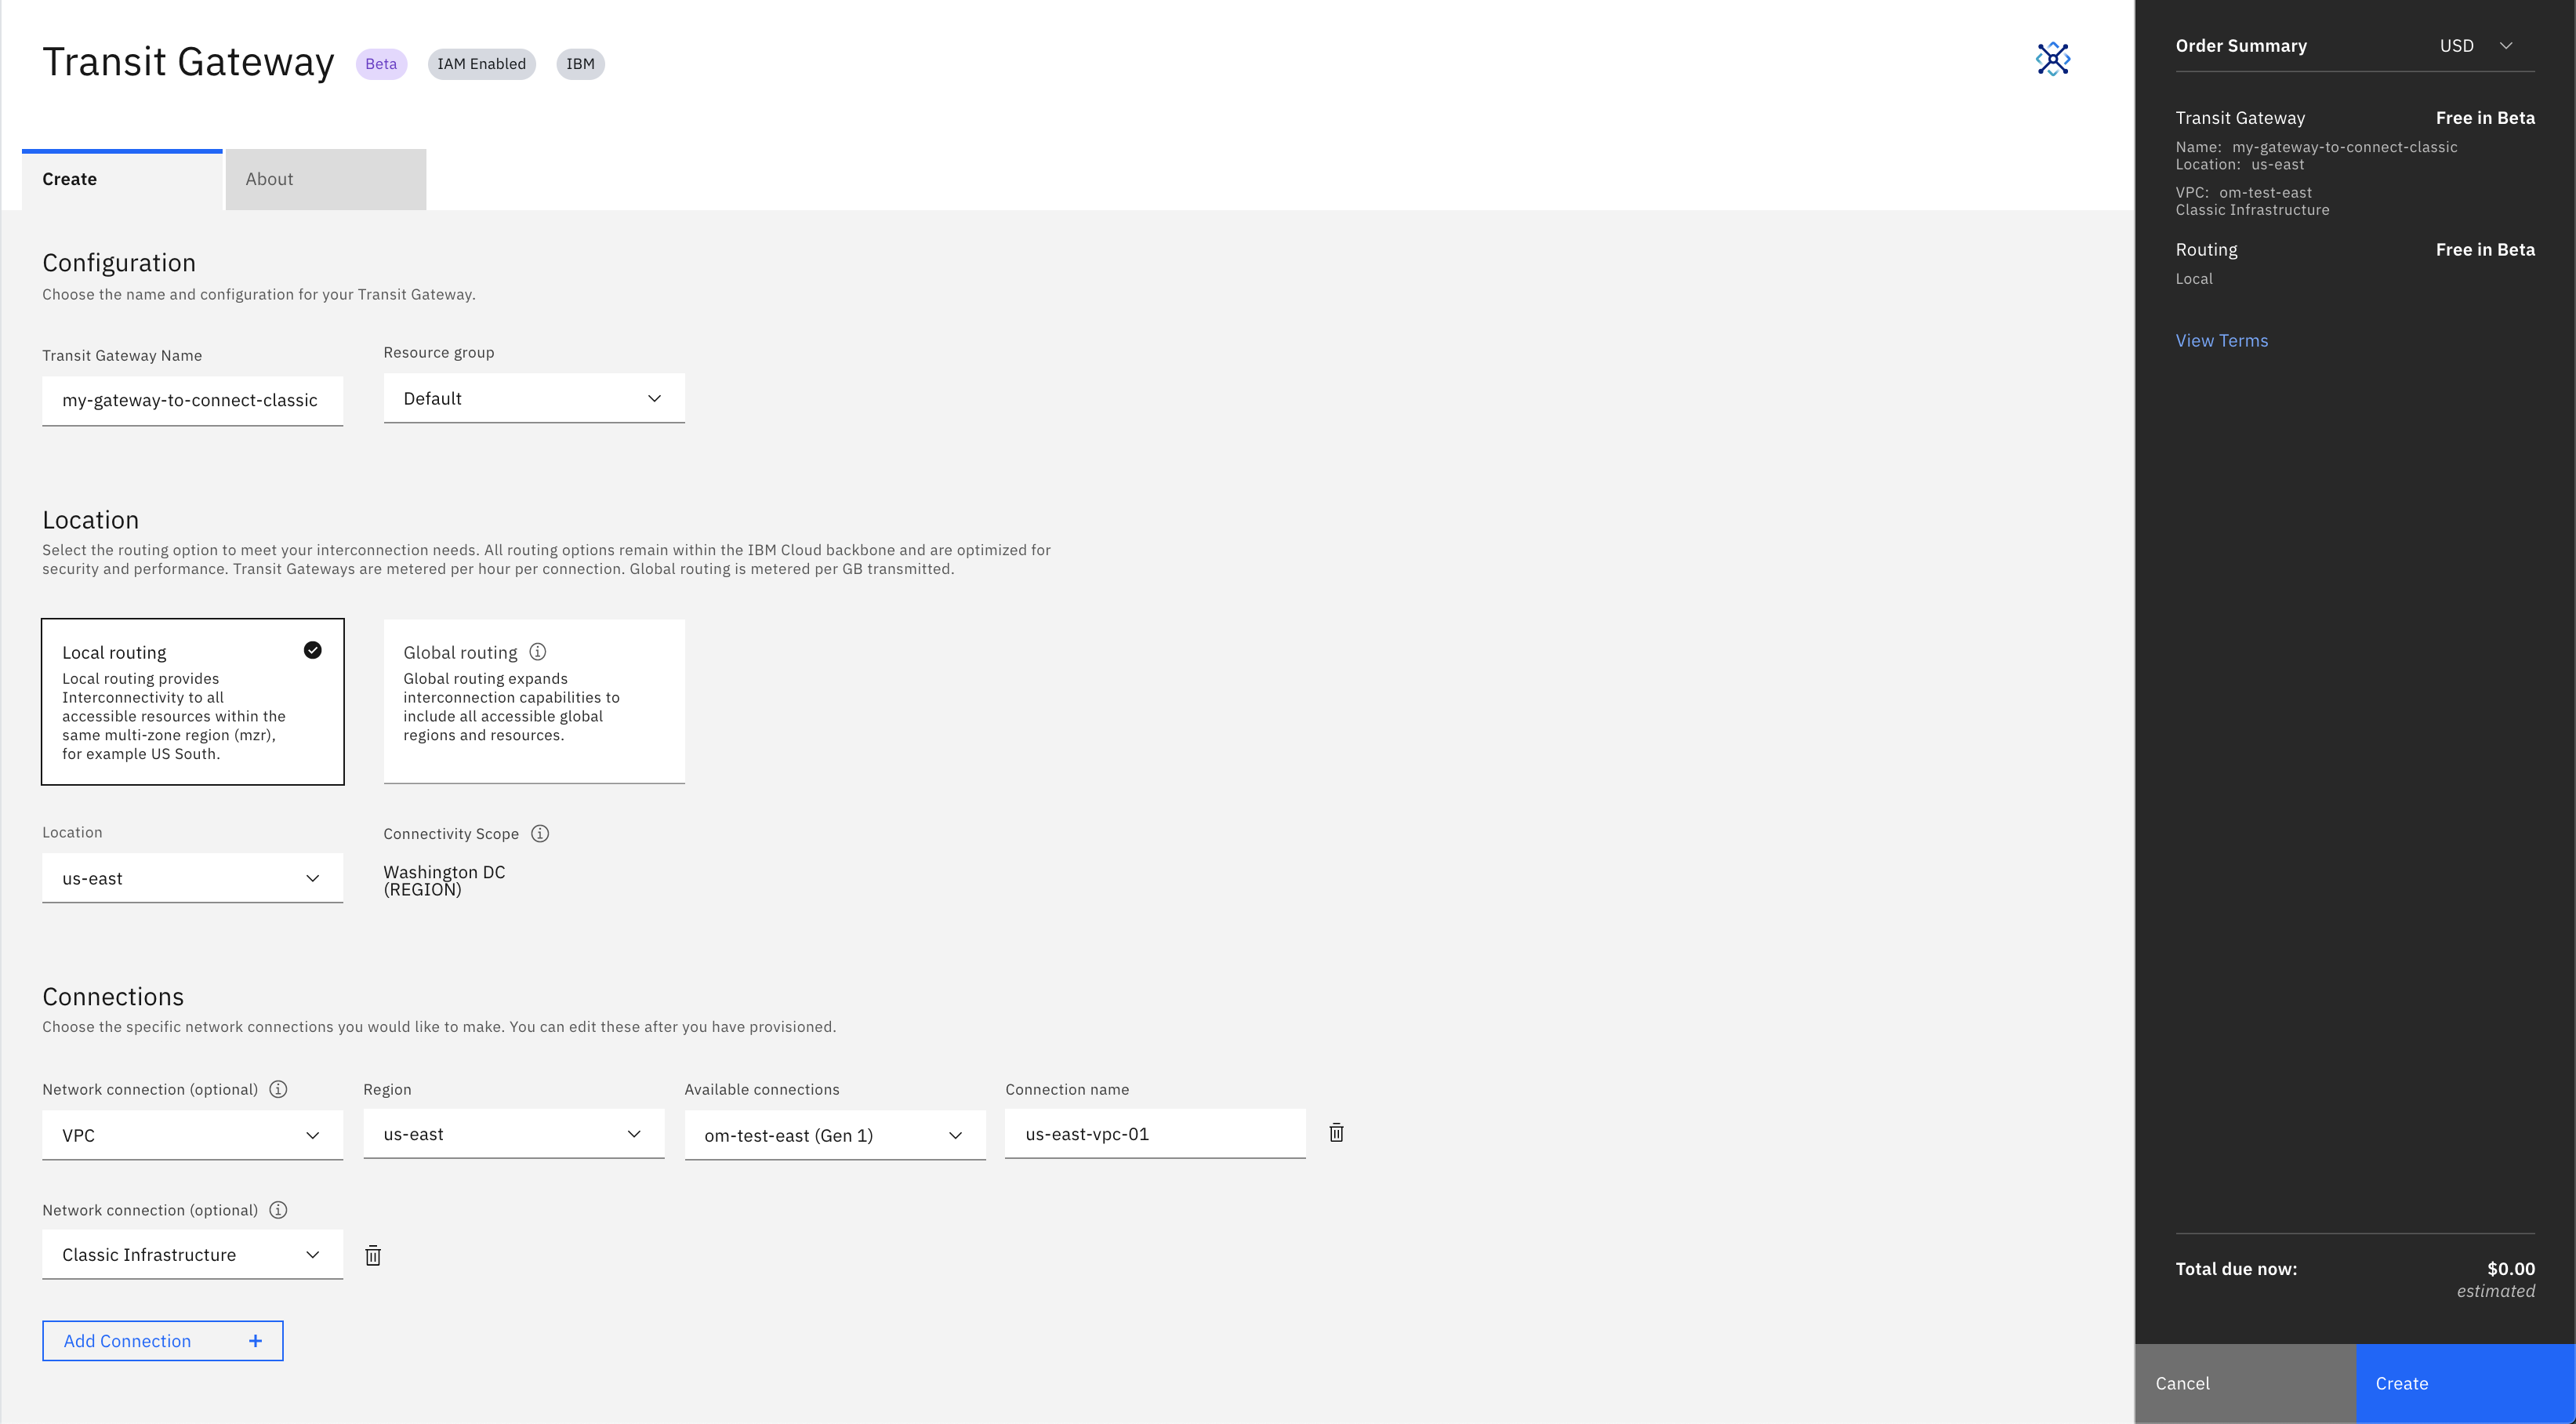 Transit Gateway Beta IAM Enabled IBM
Create About
Configuration
Choose the name and configuration for your Transit Gateway.
Transit Gateway Name
my-gateway-to-connect-classic
Resource group
Default
Location
Select the routing option to meet your interconnection needs. All routing options remain within the IBM Cloud backbone and are optimized for
security and performance. Transit Gateways are metered per hour per connection. Global routing is metered per GB transmitted.
Local routing
Local routing provides
Interconnectivity to all
accessible resources within the
same multi-zone region (mzr),
for example US South.
Global routing
Global routing expands
interconnection capabilities to
include all accessible global
regions and resources.
Location
us-east
Connectivity Scope
Washington DC
(REGION)
Connections
Choose the specific network connections you would like to make. You can edit these after you have provisioned.
Network connection (optional)
VPC
Region
us-east
Available connections
om-test-east (Gen 1)
Connection name
us-east-vpc-01
Network connection (optional)
Classic Infrastructure
Add Connection +
Order Summary USD
Transit Gateway Free in Beta
Name: my-gateway-to-connect-classic
Location: us-east
VPC: om-test-east
Classic Infrastructure
Routing Free in Beta
Local
View Terms
Total due now: $0.00
estimated
Cancel Create